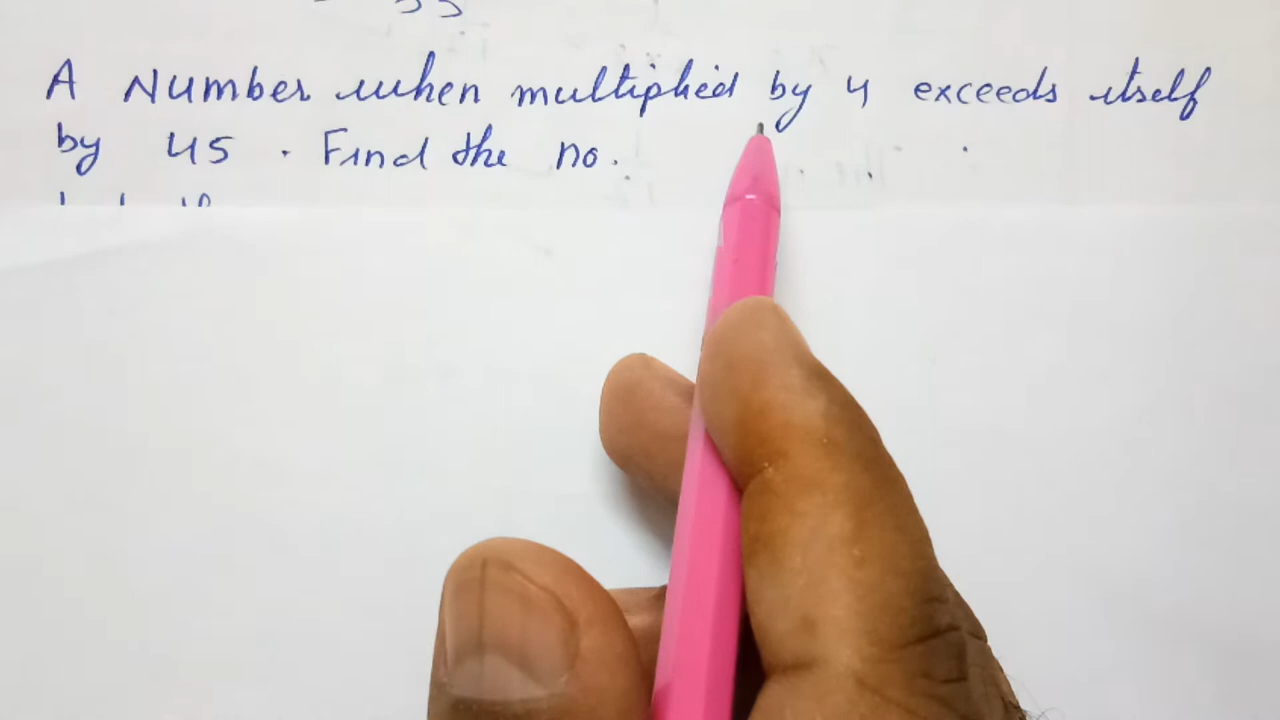 A Number when multiplied by 4 exceeds itself
by 45 . Find the no.